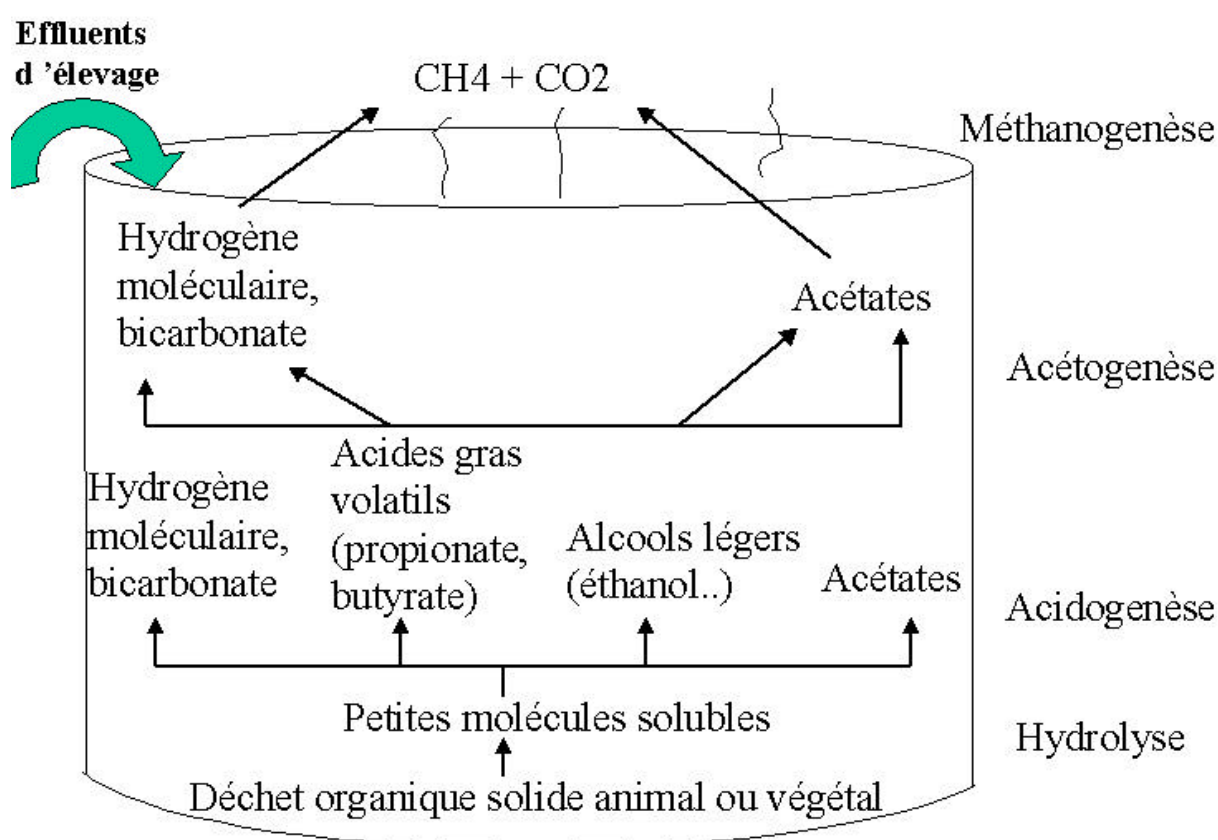 Effluents
d ’élevage
CH4 + CO2
Méthanogenèse
Hydrogène
moléculaire,
bicarbonate
Acétates
Acétogenèse
Hydrogène
moléculaire,
bicarbonate
Acides gras
volatils
(propionate,
butyrate)
Alcools légers
(éthanol..)
Acétates
Acidogenèse
Petites molécules solubles
Hydrolyse
Déchet organique solide animal ou végétal